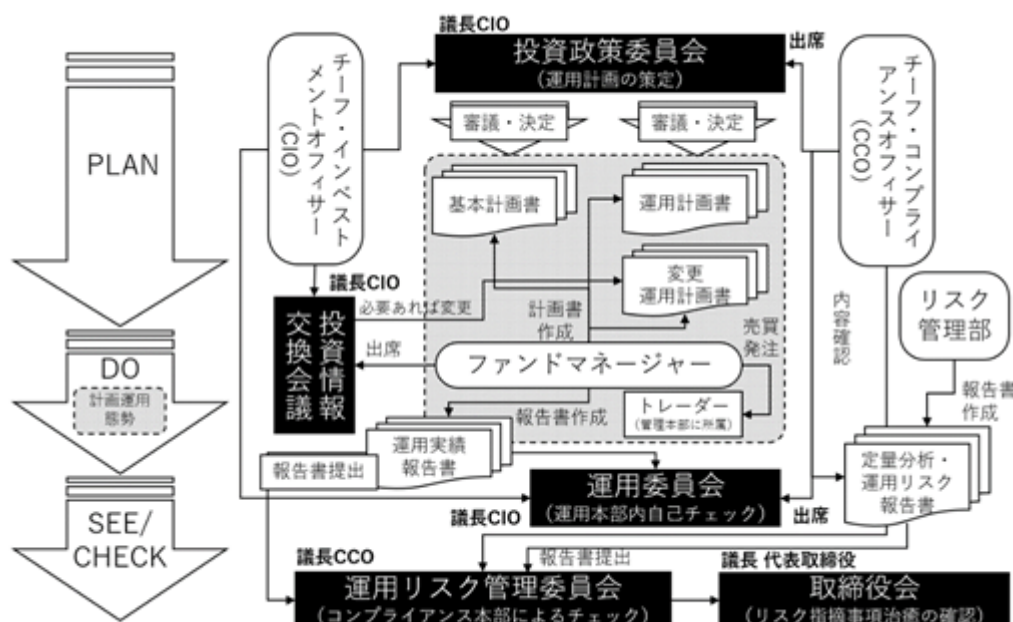 議長CIO
投資政策委員会
(運用計画の策定)
出席
チーフ・インベスト
メントオフィサー
(CIO)
チーフ・コンプライ
アンスオフィサー
(CCO)
PLAN
審議・決定
審議・決定
基本計画書
運用計画書
変更
運用計画書
議長CIO
投資情報
交換会議
必要あれば変更
計画書
作成
売買
発注
内容確認
リスク
管理部
出席
ファンドマネージャー
DO
計画運用
態勢
報告書作成
トレーダー
(管理本部に所属)
報告書
作成
運用実績
報告書
報告書提出
定量分析・
運用リスク
報告書
運用委員会
(運用本部内自己チェック)
議長CIO
出席
SEE/
CHECK
議長CCO
報告書提出
議長 代表取締役
運用リスク管理委員会
(コンプライアンス本部によるチェック)
取締役会
(リスク指摘事項治癒の確認)